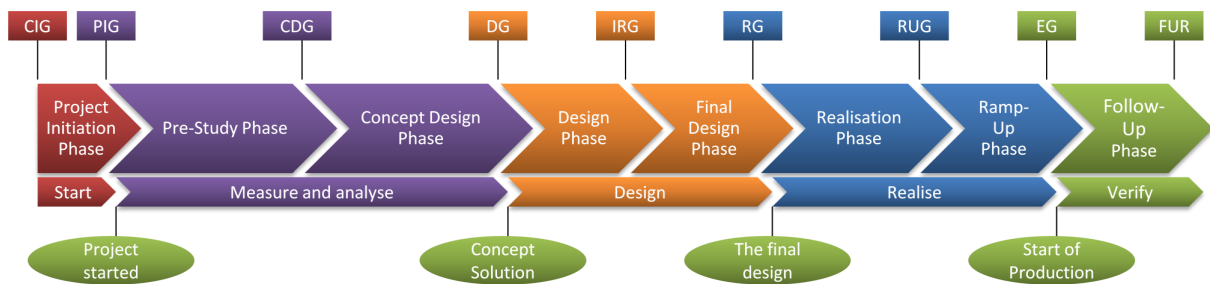 CIG
PIG
CDG
DG
IRG
RG
RUG
EG
FUR
Project
Initiation
Phase
Pre-Study Phase
Concept Design
Phase
Design
Phase
Final
Design
Phase
Realisation
Phase
Ramp-
Up
Phase
Follow-
Up
Phase
Start
Measure and analyse
Design
Realise
Verify
Project
started
Concept
Solution
The final
design
Start of
Production